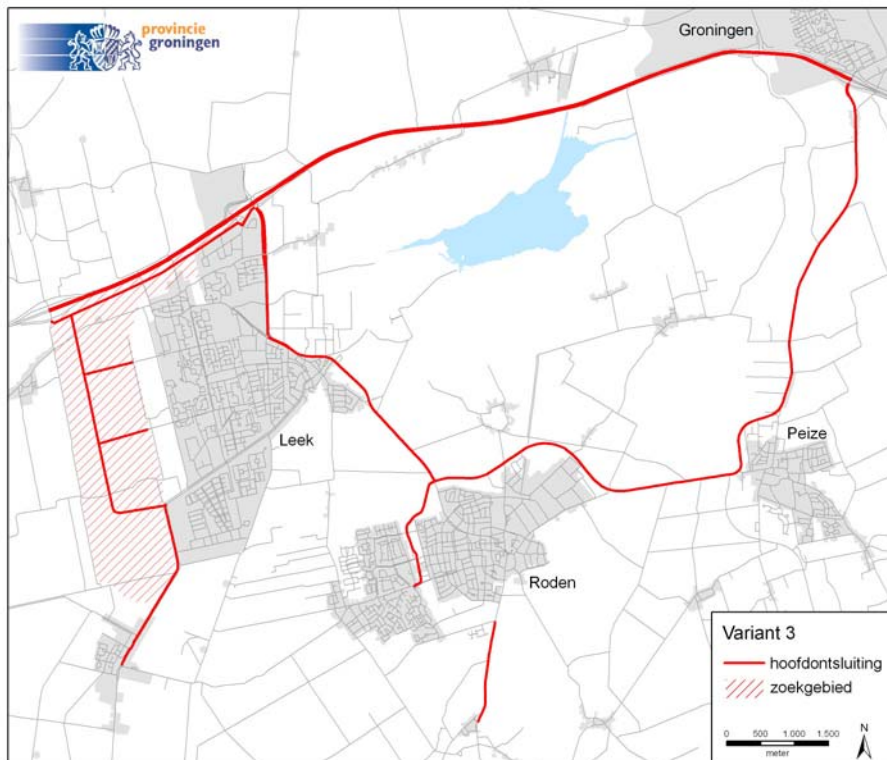 provincie
groningen
Groningen
Leek
Peize
Roden
Variant 3
hoofdontsluiting
zoekgebied
N
0 500 1.000 1.500
meter